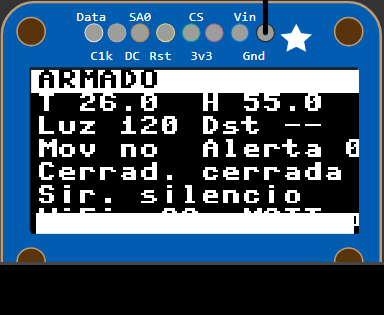 Data SA0 CS Vin
C1k DC Rst 3v3 Gnd
ARMADO
T 26.0 H 55.0
Luz 120 Dst --
Mov no Alerta 0
Cerrad. cerrada
Sir. silencio